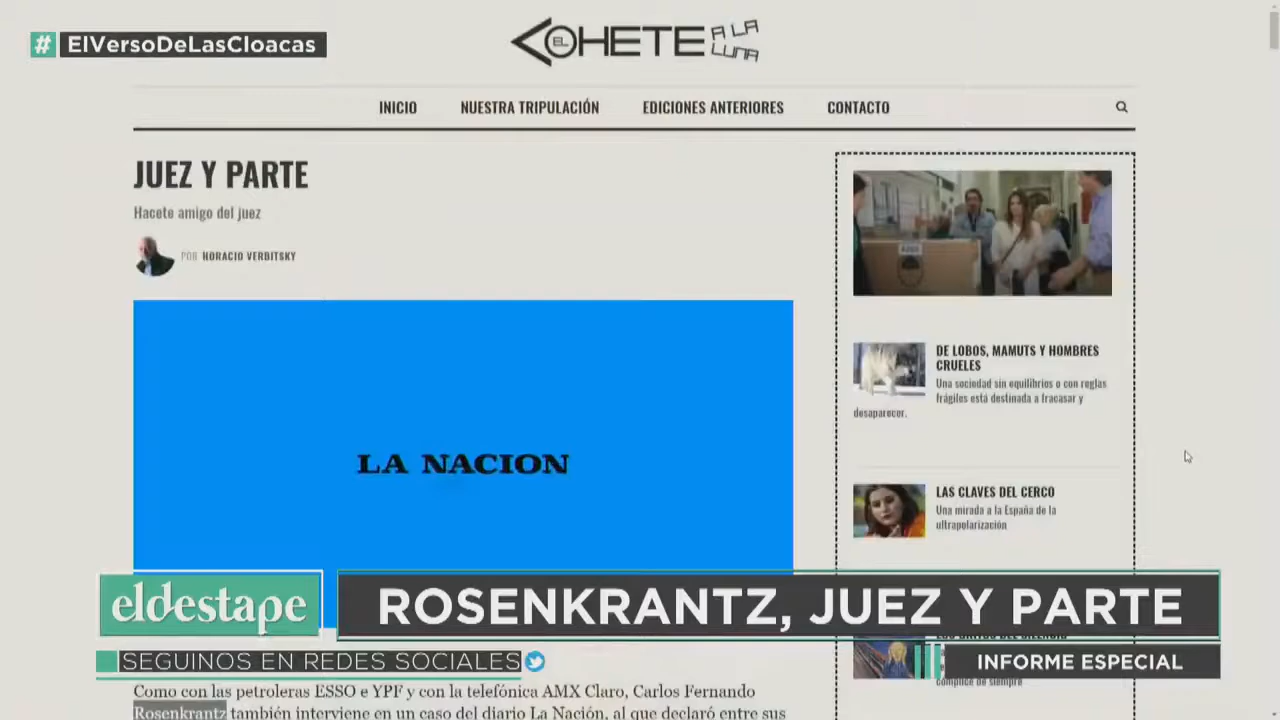 # ElVersoDeLasCloacas
EL COHETE A LA LUNA
INICIO NUESTRA TRIPULACIÓN EDICIONES ANTERIORES CONTACTO
JUEZ Y PARTE
Hacete amigo del juez
POR HORACIO VERBITSKY
LA NACION
DE LOBOS, MAMUTS Y HOMBRES
CRUELES
Una sociedad sin equilibrios o con reglas
frágiles está destinada a fracasar y
desaparecer.
LAS CLAVES DEL CERCO
Una mirada a la España de la
ultrapolarización
cómplice de siempre
eldestape
ROSENKRANTZ, JUEZ Y PARTE
SEGUINOS EN REDES SOCIALES
INFORME ESPECIAL
Como con las petroleras ESSO e YPF y con la telefónica AMX Claro, Carlos Fernando
Rosenkrantz también interviene en un caso del diario La Nación, al que declaró entre sus